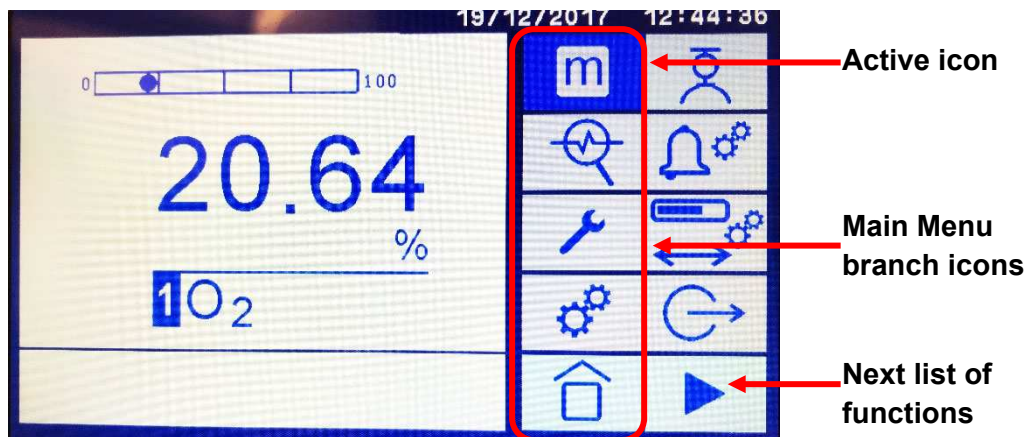 19/12/2017 12:44:36
m
Active icon
0 100
20.64
%
1O₂
Main Menu
branch icons
Next list of
functions